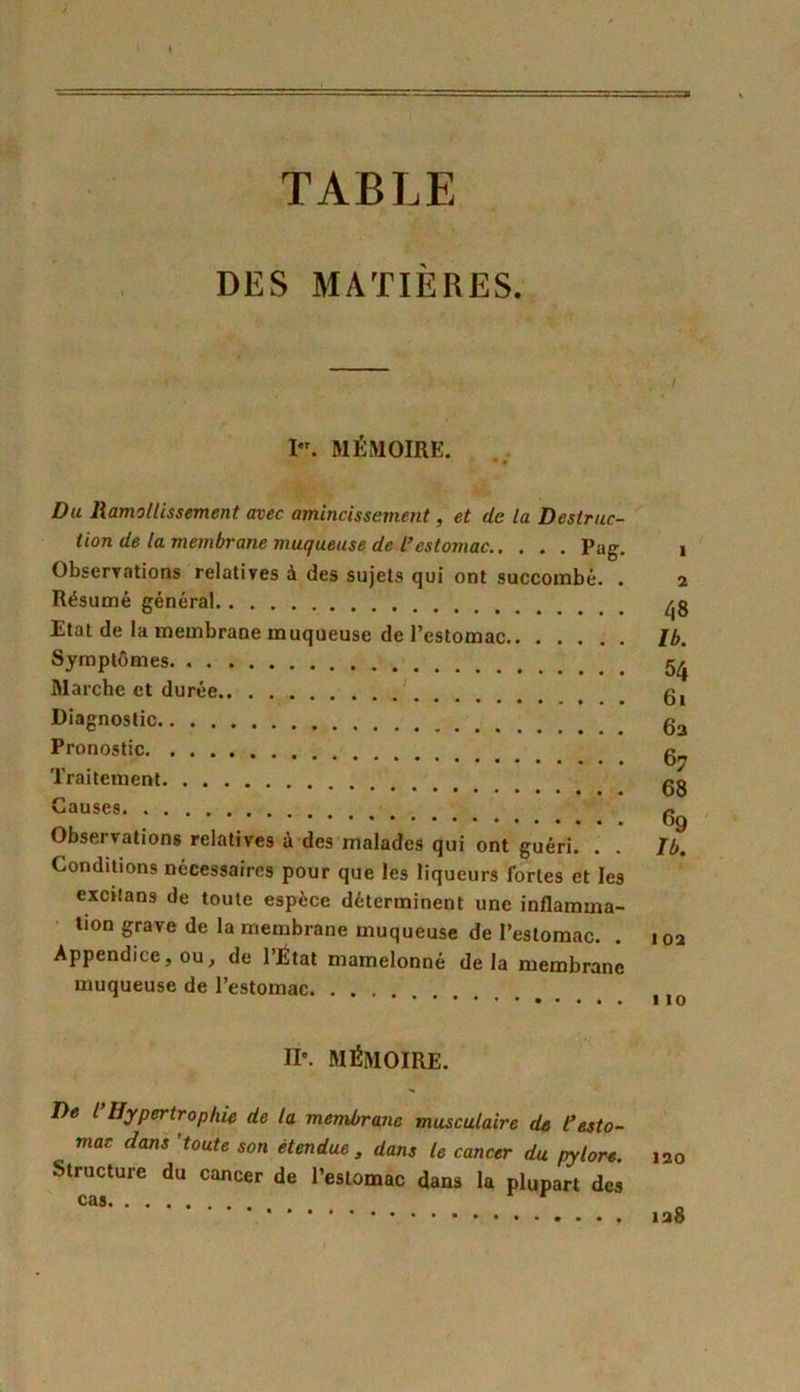 TABLE
DES MATIÈRES.
Ier. MÉMOIRE.
Du Ramollissement avec amincissement, et de la Destruc-
tion de la membrane muqueuse de l'estomac..... Pag. 1
Observations relatives à des sujets qui ont succombé. . 2
Résumé général. . . . . . . . . . . . . . . . . . . . 48
Etat de la membrane muqueuse de l'estomac. . . . . . . Ib.
Symptômes. . . . . . . . . . . . . . . . . . . . . . 54
Marche et durée. . . . . . . . . . . . . . . . . . . . 61
Diagnostic. . . . . . . . . . . . . . . . . . . . . . 62
Pronostic. . . . . . . . . . . . . . . . . . . . . . 67
Traitement. . . . . . . . . . . . . . . . . . . . . . 68
Causes. . . . . . . . . . . . . . . . . . . . . . . . 69
Observations relatives à des malades qui ont guéri. . . Ib.
Conditions nécessaires pour que les liqueurs fortes et les
excitans de toute espèce déterminent une inflamma-
tion grave de la membrane muqueuse de l'estomac. . 102
Appendice, ou, de l'État mamelonné de la membrane
muqueuse de l'estomac. . . . . . . . . . . . . . . . 110
IIe. MÉMOIRE.
De l'Hypertrophie de la membrane musculaire de l'esto-
mac dans toute son étendue, dans le cancer du pylore. 120
Structure du cancer de l'estomac dans la plupart des
cas. . . . . . . . . . . . . . . . . . . . . . . . . 128